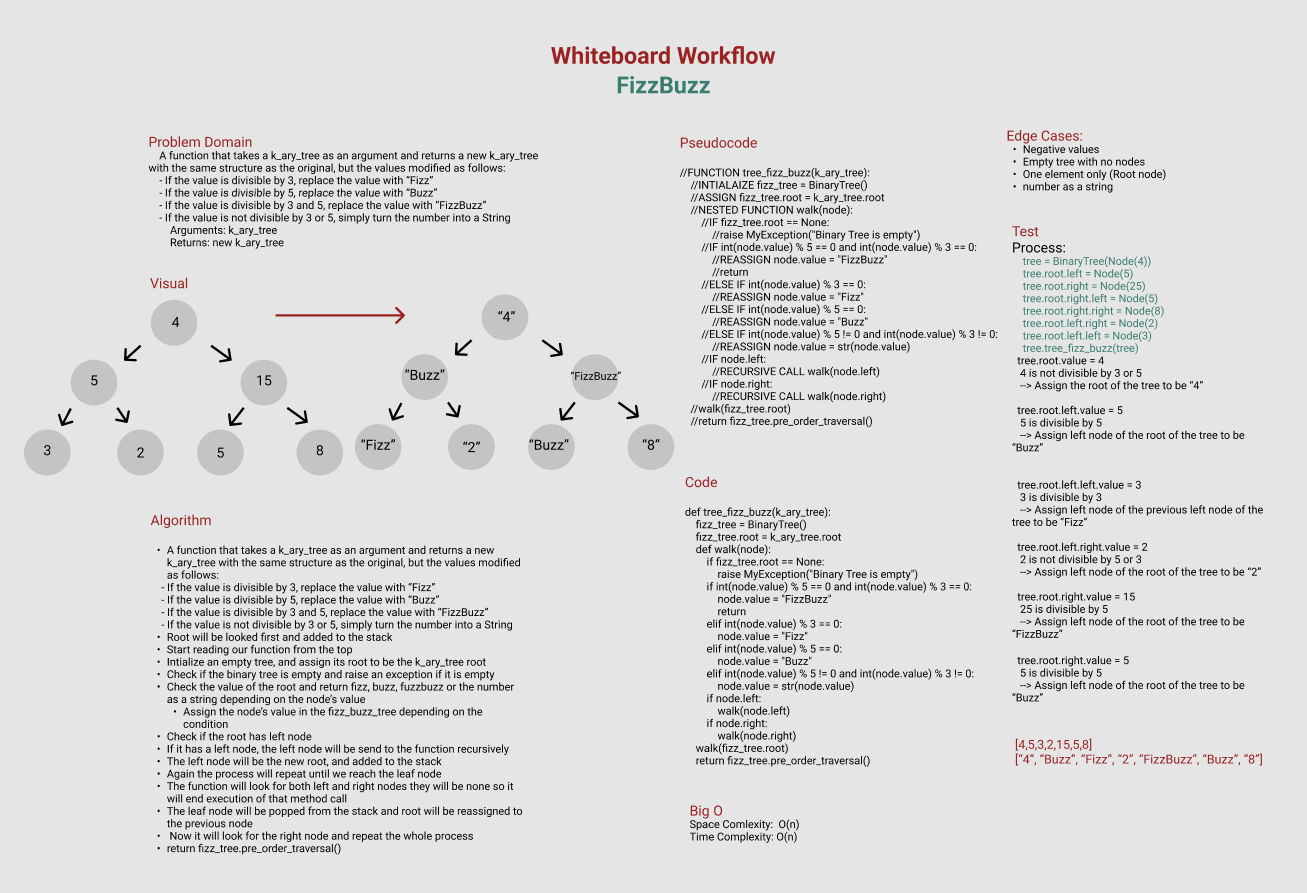 Whiteboard Workflow
FizzBuzz
Problem Domain
A function that takes a k_ary_tree as an argument and returns a new k_ary_tree
with the same structure as the original, but the values modified as follows:
- If the value is divisible by 3, replace the value with “Fizz”
- If the value is divisible by 5, replace the value with “Buzz”
- If the value is divisible by 3 and 5, replace the value with “FizzBuzz”
- If the value is not divisible by 3 or 5, simply turn the number into a String
Arguments: k_ary_tree
Returns: new k_ary_tree
Visual
4
5
15
3
2
5
8
“4”
“Buzz”
“FizzBuzz”
“Fizz”
“2”
“Buzz”
“8”
Algorithm
• A function that takes a k_ary_tree as an argument and returns a new
k_ary_tree with the same structure as the original, but the values modified
as follows:
- If the value is divisible by 3, replace the value with “Fizz”
- If the value is divisible by 5, replace the value with “Buzz”
- If the value is divisible by 3 and 5, replace the value with “FizzBuzz”
- If the value is not divisible by 3 or 5, simply turn the number into a String
• Root will be looked first and added to the stack
• Start reading our function from the top
• Intialize an empty tree, and assign its root to be the k_ary_tree root
• Check if the binary tree is empty and raise an exception if it is empty
• Check the value of the root and return fizz, buzz, fuzzbuzz or the number
as a string depending on the node’s value
• Assign the node’s value in the fizz_buzz_tree depending on the
condition
• Check if the root has left node
• If it has a left node, the left node will be send to the function recursively
• The left node will be the new root, and added to the stack
• Again the process will repeat until we reach the leaf node
• The function will look for both left and right nodes they will be none so it
will end execution of that method call
• The leaf node will be popped from the stack and root will be reassigned to
the previous node
• Now it will look for the right node and repeat the whole process
• return fizz_tree.pre_order_traversal()
Pseudocode
//FUNCTION tree_fizz_buzz(k_ary_tree):
//INTIALAIZE fizz_tree = BinaryTree()
//ASSIGN fizz_tree.root = k_ary_tree.root
//NESTED FUNCTION walk(node):
//IF fizz_tree.root == None:
//raise MyException("Binary Tree is empty")
//IF int(node.value) % 5 == 0 and int(node.value) % 3 == 0:
//REASSIGN node.value = "FizzBuzz"
//return
//ELSE IF int(node.value) % 3 == 0:
//REASSIGN node.value = "Fizz"
//ELSE IF int(node.value) % 5 == 0:
//REASSIGN node.value = "Buzz"
//ELSE IF int(node.value) % 5 != 0 and int(node.value) % 3 != 0:
//REASSIGN node.value = str(node.value)
//IF node.left:
//RECURSIVE CALL walk(node.left)
//IF node.right:
//RECURSIVE CALL walk(node.right)
//walk(fizz_tree.root)
//return fizz_tree.pre_order_traversal()
Code
def tree_fizz_buzz(k_ary_tree):
fizz_tree = BinaryTree()
fizz_tree.root = k_ary_tree.root
def walk(node):
if fizz_tree.root == None:
raise MyException("Binary Tree is empty")
if int(node.value) % 5 == 0 and int(node.value) % 3 == 0:
node.value = "FizzBuzz"
return
elif int(node.value) % 3 == 0:
node.value = "Fizz"
elif int(node.value) % 5 == 0:
node.value = "Buzz"
elif int(node.value) % 5 != 0 and int(node.value) % 3 != 0:
node.value = str(node.value)
if node.left:
walk(node.left)
if node.right:
walk(node.right)
walk(fizz_tree.root)
return fizz_tree.pre_order_traversal()
Big O
Space Comlexity: O(n)
Time Complexity: O(n)
Edge Cases:
• Negative values
• Empty tree with no nodes
• One element only (Root node)
• number as a string
Test
Process:
tree = BinaryTree(Node(4))
tree.root.left = Node(5)
tree.root.right = Node(25)
tree.root.right.left = Node(5)
tree.root.right.right = Node(8)
tree.root.left.right = Node(2)
tree.root.left.left = Node(3)
tree.tree_fizz_buzz(tree)
tree.root.value = 4
4 is not divisible by 3 or 5
--> Assign the root of the tree to be “4”
tree.root.left.value = 5
5 is divisible by 5
--> Assign left node of the root of the tree to be
“Buzz”
tree.root.left.left.value = 3
3 is divisible by 3
--> Assign left node of the previous left node of the
tree to be “Fizz”
tree.root.left.right.value = 2
2 is not divisible by 5 or 3
--> Assign left node of the root of the tree to be “2”
tree.root.right.value = 15
25 is divisible by 5
--> Assign left node of the root of the tree to be
“FizzBuzz”
tree.root.right.value = 5
5 is divisible by 5
--> Assign left node of the root of the tree to be
“Buzz”
[4,5,3,2,15,5,8]
[“4”, “Buzz”, “Fizz”, “2”, “FizzBuzz”, “Buzz”, “8”]